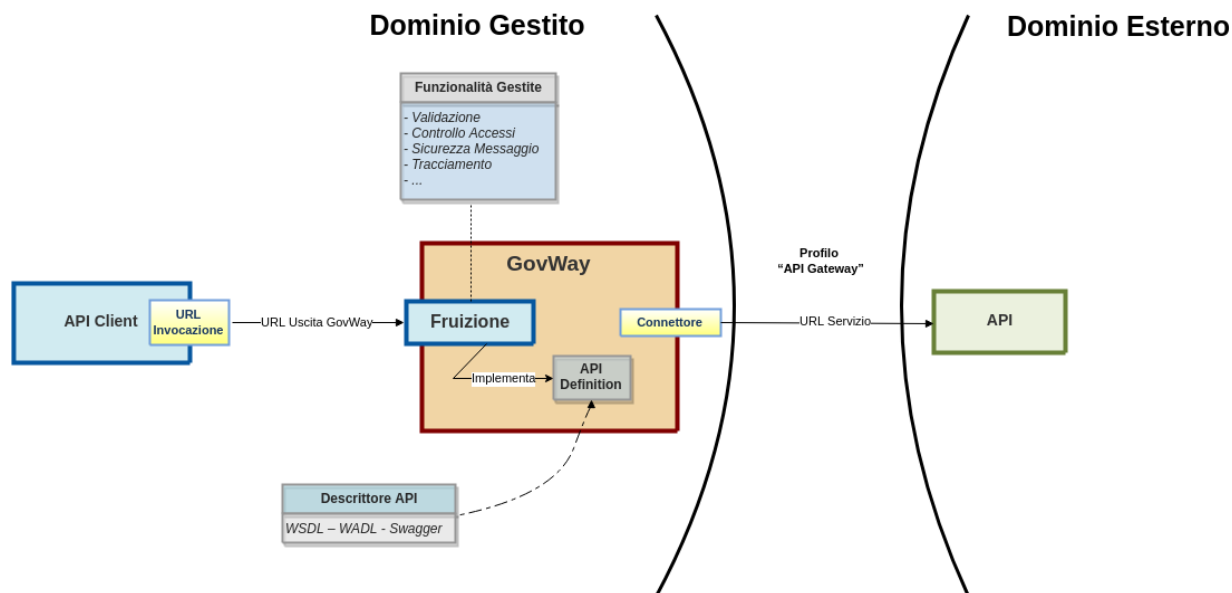 Dominio Gestito
Dominio Esterno
Funzionalità Gestite
- Validazione
- Controllo Accessi
- Sicurezza Messaggio
- Tracciamento
- ...
GovWay
Profilo
“API Gateway”
API Client
URL
Invocazione
URL Uscita GovWay
Fruizione
Connettore
URL Servizio
API
Implementa
API
Definition
Descrittore API
WSDL – WADL - Swagger